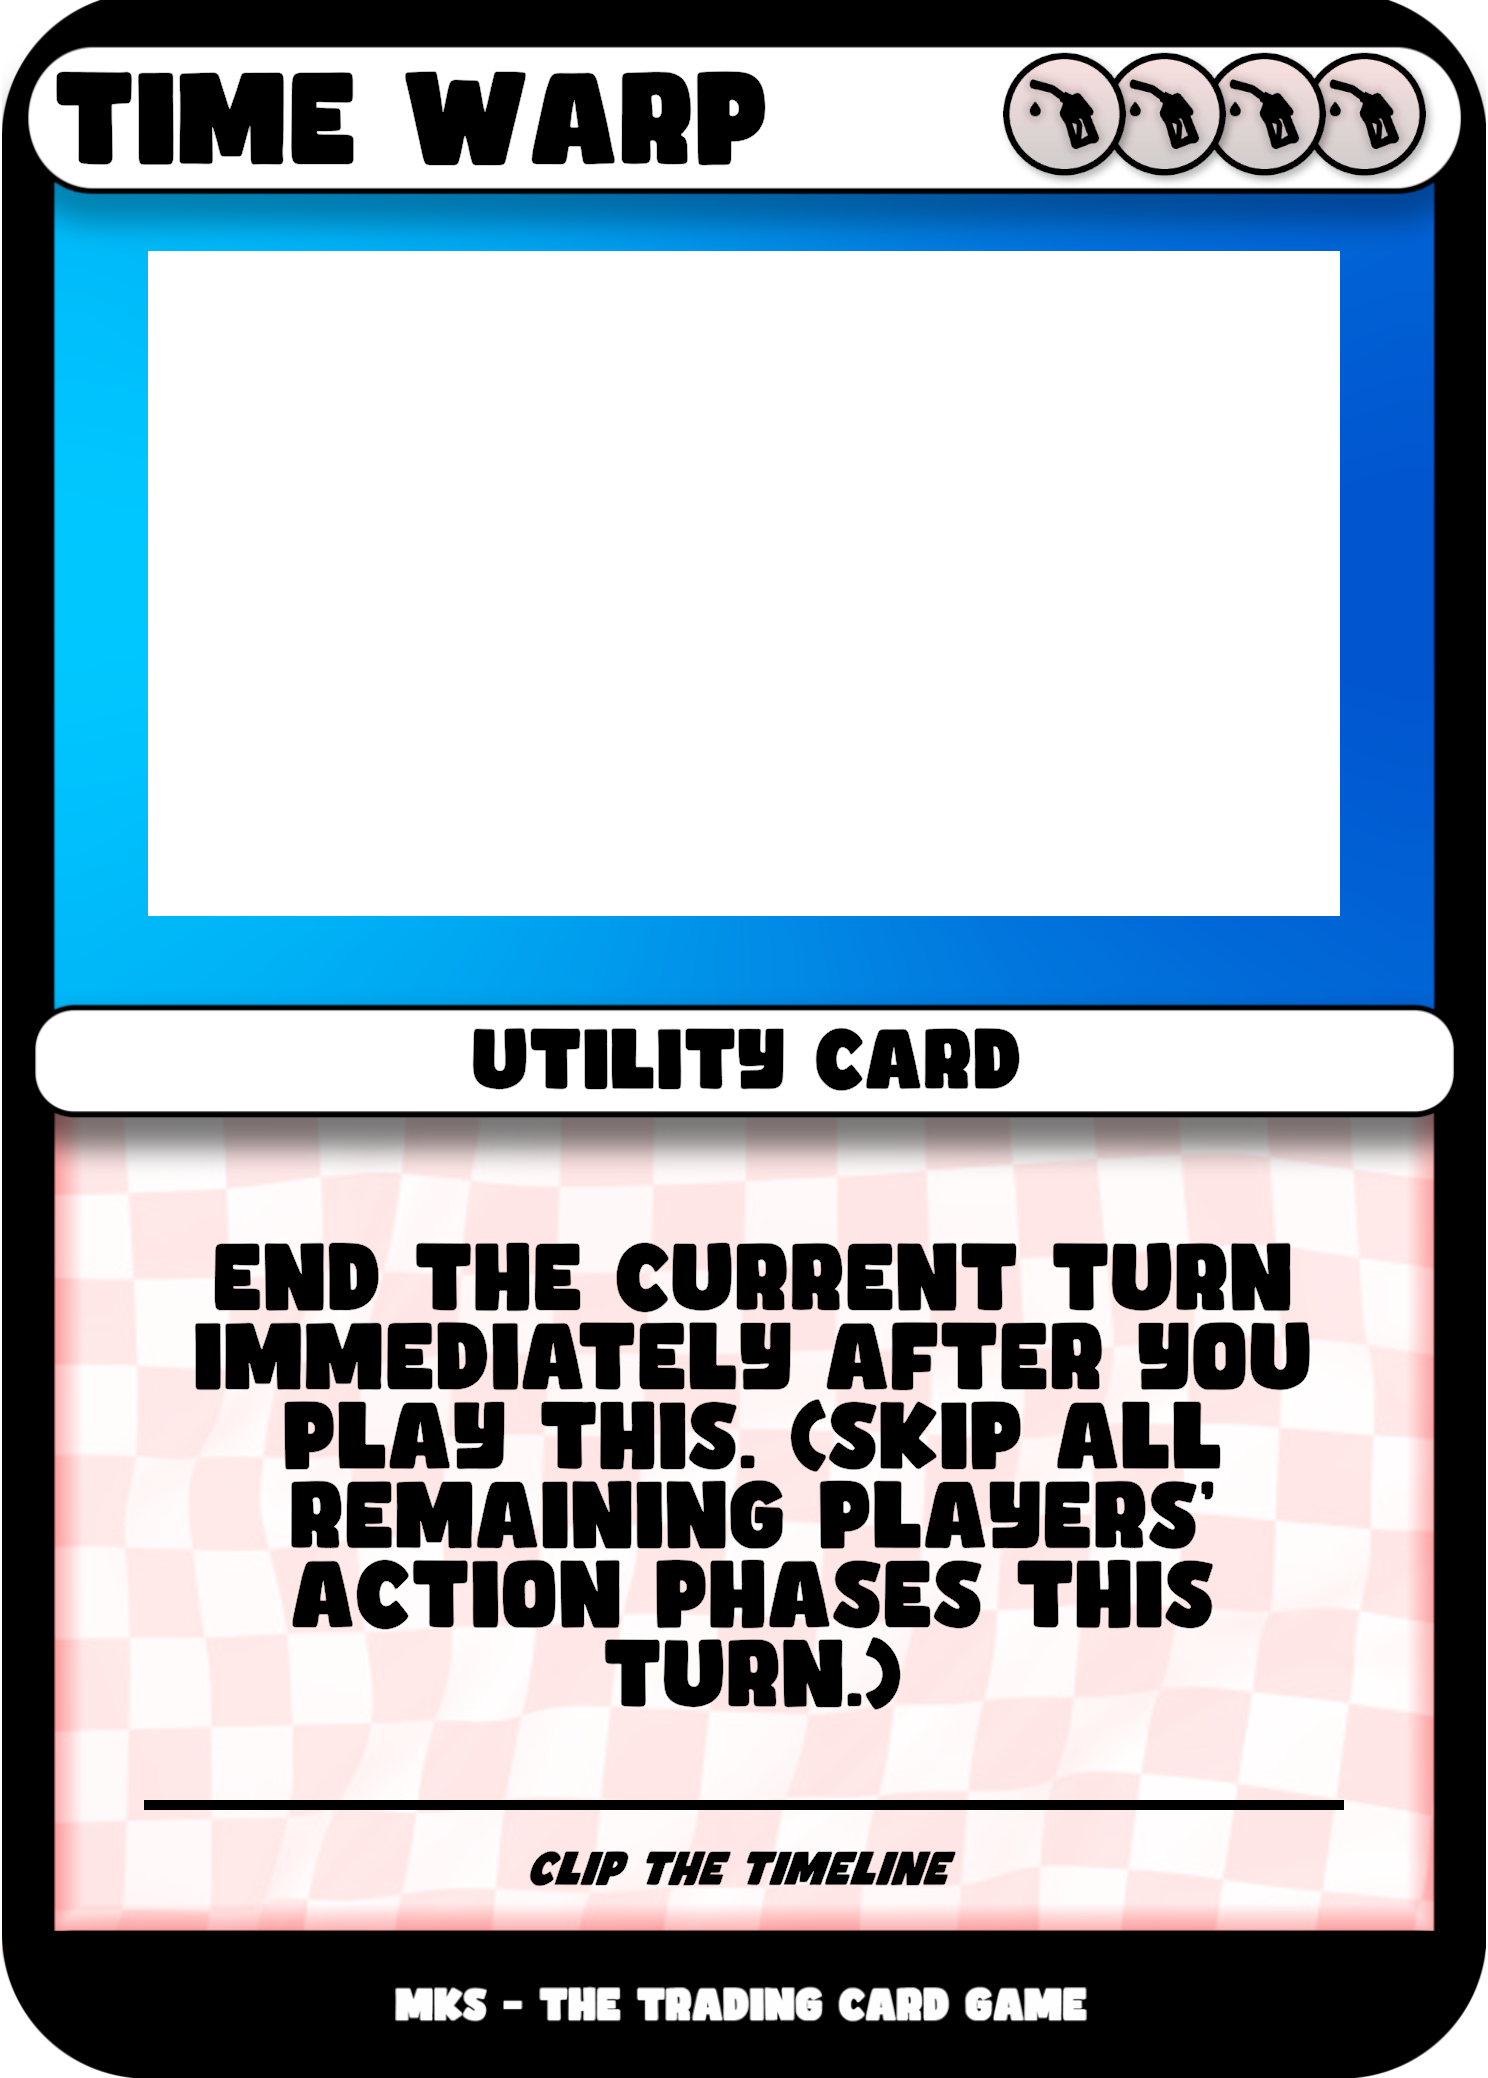 TIME WARP
UTILITY CARD
END THE CURRENT TURN
IMMEDIATELY AFTER YOU
PLAY THIS. (SKIP ALL
REMAINING PLAYERS'
ACTION PHASES THIS
TURN.)
CLIP THE TIMELINE
MKS - THE TRADING CARD GAME